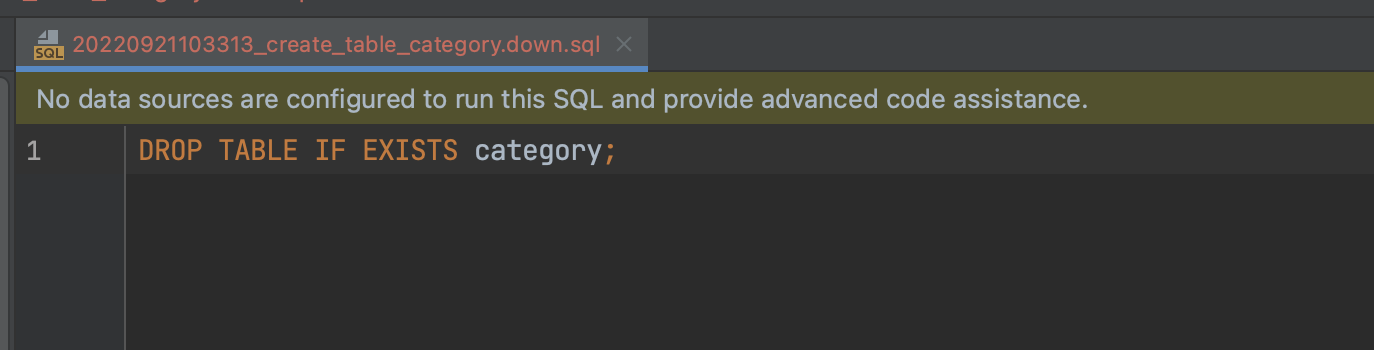 20220921103313_create_table_category.down.sql
SQL
No data sources are configured to run this SQL and provide advanced code assistance.
1 DROP TABLE IF EXISTS category;